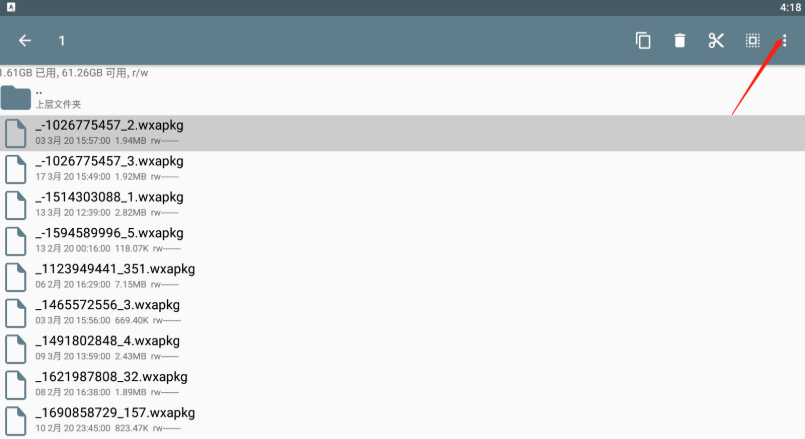 A
4:18
1
1.61GB 已用, 61.26GB 可用, r/w
..
上层文件夹
_-1026775457_2.wxapkg
03 3月 20 15:57:00 1.94MB rw-------
_-1026775457_3.wxapkg
17 3月 20 15:49:00 1.92MB rw-------
_-1514303088_1.wxapkg
13 3月 20 12:39:00 2.82MB rw-------
_-1594589996_5.wxapkg
13 2月 20 00:16:00 118.07K rw-------
_1123949441_351.wxapkg
06 2月 20 16:29:00 7.15MB rw-------
_1465572556_3.wxapkg
03 3月 20 15:56:00 669.40K rw-------
_1491802848_4.wxapkg
09 3月 20 13:59:00 2.43MB rw-------
_1621987808_32.wxapkg
08 2月 20 16:38:00 1.89MB rw-------
_1690858729_157.wxapkg
10 2月 20 23:45:00 823.47K rw-------